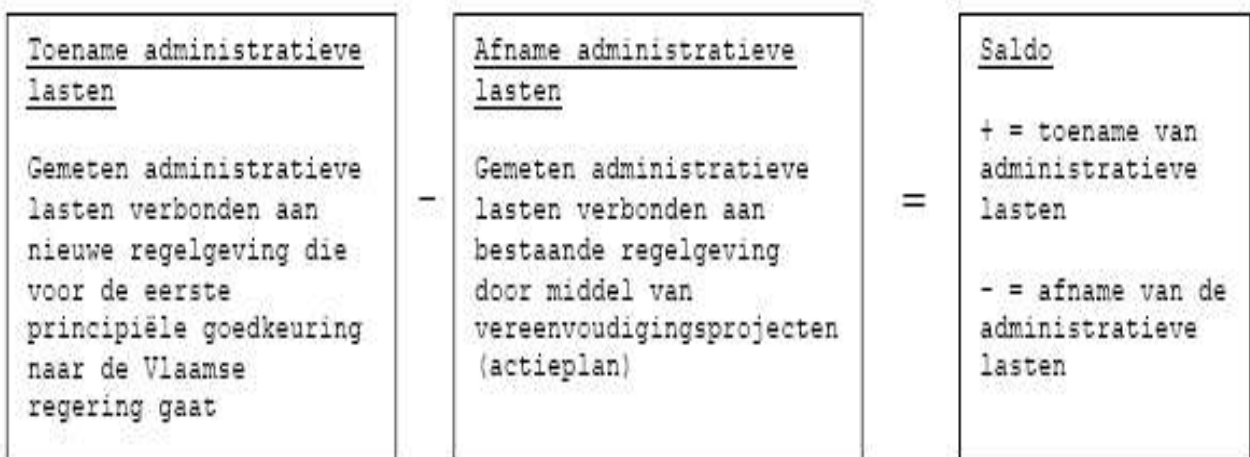 Toename administratieve
lasten
Gemeten administratieve
lasten verbonden aan
nieuwe regelgeving die
voor de eerste
principiële goedkeuring
naar de Vlaamse
regering gaat
-
Afname administratieve
lasten
Gemeten administratieve
lasten verbonden aan
bestaande regelgeving
door middel van
vereenvoudigingsprojecten
(actieplan)
=
Saldo
+ = toename van
administratieve
lasten
- = afname van de
administratieve
lasten